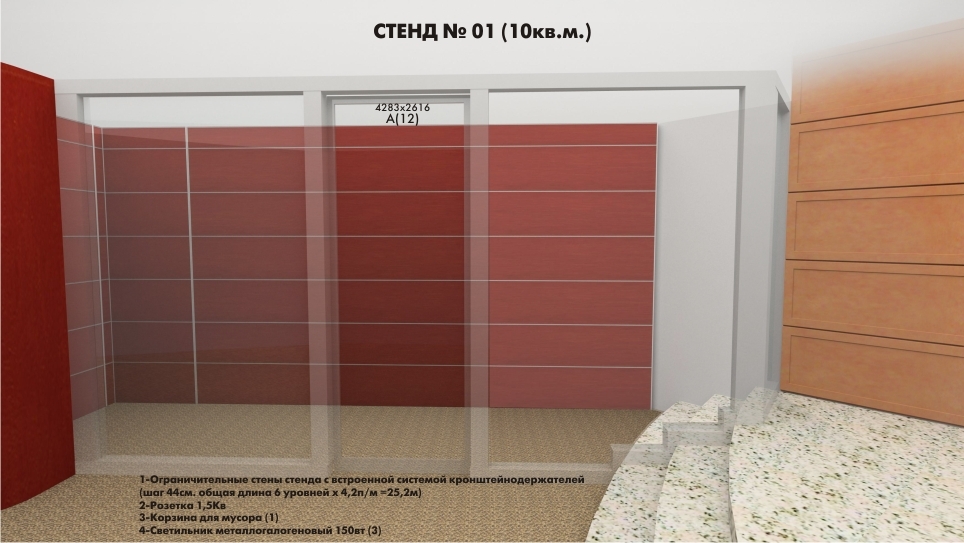 СТЕНД № 01 (10кв.м.)
4283x2616
А(12)
1-Ограничительные стены стенда с встроенной системой кронштейнодержателей
(шаг 44см. общая длина 6 уровней х 4,2п/м =25,2м)
2-Разетка 1,5Кв
3-Корзина для мусора (1)
4-Светильник металлогалогеновый 150вт (3)